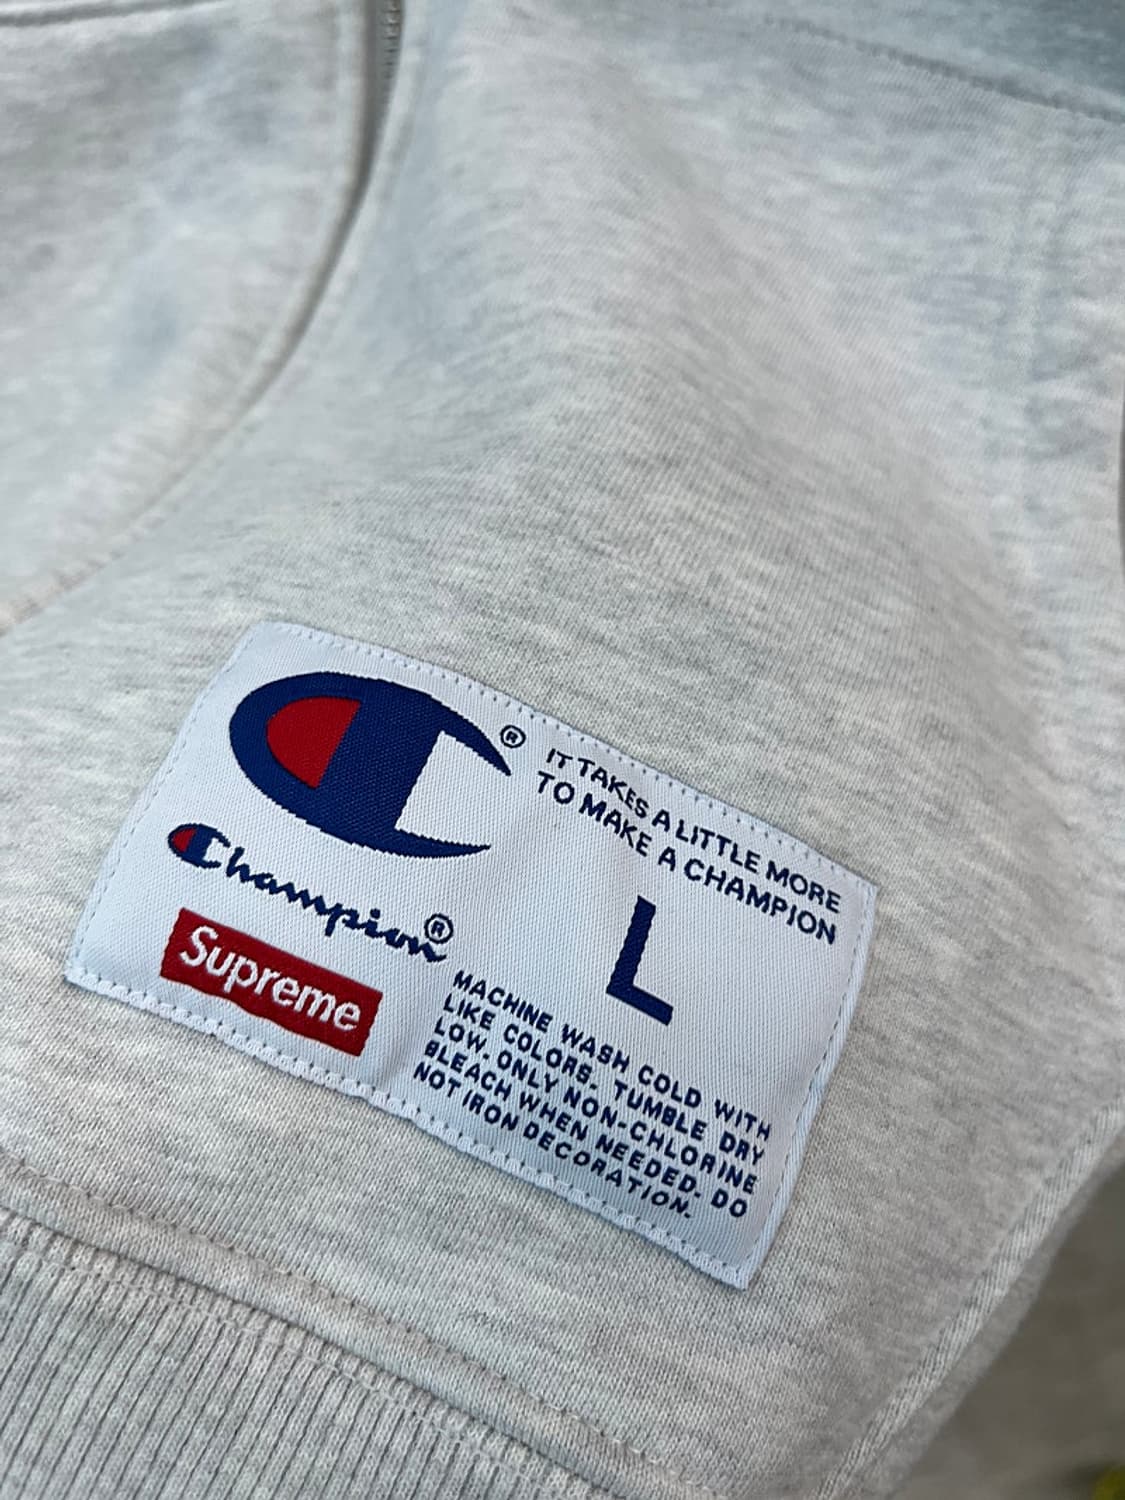 ®
IT TAKES A LITTLE MORE
TO MAKE A CHAMPION
Champion®
Supreme
L
MACHINE WASH COLD WITH
LIKE COLORS. TUMBLE DRY
LOW. ONLY NON-CHLORINE
BLEACH WHEN NEEDED. DO
NOT IRON DECORATION.